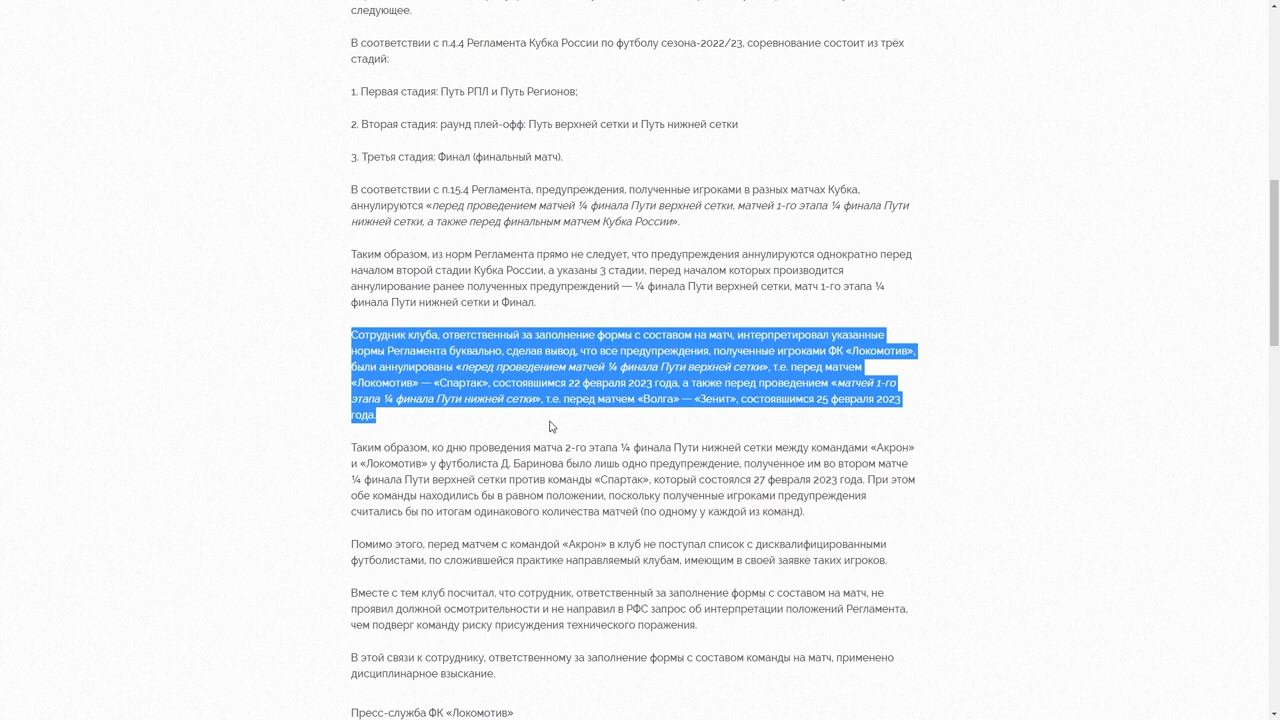 следующее.
В соответствии с п.4.4 Регламента Кубка России по футболу сезона-2022/23, соревнование состоит из трёх
стадий:
1. Первая стадия: Путь РПЛ и Путь Регионов;
2. Вторая стадия: раунд плей-офф: Путь верхней сетки и Путь нижней сетки
3. Третья стадия: Финал (финальный матч).
В соответствии с п.15.4 Регламента, предупреждения, полученные игроками в разных матчах Кубка,
аннулируются «перед проведением матчей ¼ финала Пути верхней сетки, матчей 1-го этапа ¼ финала Пути
нижней сетки, а также перед финальным матчем Кубка России».
Таким образом, из норм Регламента прямо не следует, что предупреждения аннулируются однократно перед
началом второй стадии Кубка России, а указаны 3 стадии, перед началом которых производится
аннулирование ранее полученных предупреждений — ¼ финала Пути верхней сетки, матч 1-го этапа ¼
финала Пути нижней сетки и Финал.
Сотрудник клуба, ответственный за заполнение формы с составом на матч, интерпретировал указанные
нормы Регламента буквально, сделав вывод, что все предупреждения, полученные игроками ФК «Локомотив»,
были аннулированы «перед проведением матчей ¼ финала Пути верхней сетки», т.е. перед матчем
«Локомотив» — «Спартак», состоявшимся 22 февраля 2023 года, а также перед проведением «матчей 1-го
этапа ¼ финала Пути нижней сетки», т.е. перед матчем «Волга» — «Зенит», состоявшимся 25 февраля 2023
года.
Таким образом, ко дню проведения матча 2-го этапа ¼ финала Пути нижней сетки между командами «Акрон»
и «Локомотив» у футболиста Д. Баринова было лишь одно предупреждение, полученное им во втором матче
¼ финала Пути верхней сетки против команды «Спартак», который состоялся 27 февраля 2023 года. При этом
обе команды находились бы в равном положении, поскольку полученные игроками предупреждения
считались бы по итогам одинакового количества матчей (по одному у каждой из команд).
Помимо этого, перед матчем с командой «Акрон» в клуб не поступал список с дисквалифицированными
футболистами, по сложившейся практике направляемый клубам, имеющим в своей заявке таких игроков.
Вместе с тем клуб посчитал, что сотрудник, ответственный за заполнение формы с составом на матч, не
проявил должной осмотрительности и не направил в РФС запрос об интерпретации положений Регламента,
чем подверг команду риску присуждения технического поражения.
В этой связи к сотруднику, ответственному за заполнение формы с составом команды на матч, применено
дисциплинарное взыскание.
Пресс-служба ФК «Локомотив»